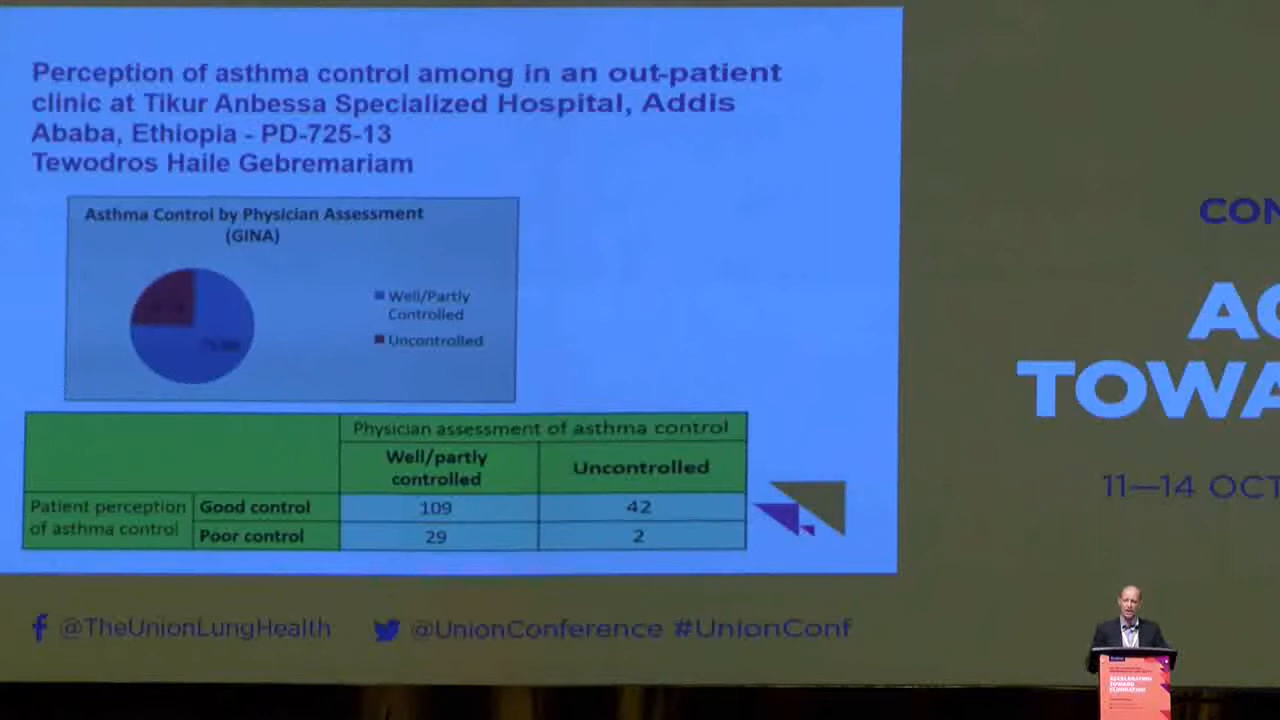 Perception of asthma control among in an out-patient
clinic at Tikur Anbessa Specialized Hospital, Addis
Ababa, Ethiopia - PD-725-13
Tewodros Haile Gebremariam
Asthma Control by Physician Assessment
(GINA)
Well/Partly
Controlled
Uncontrolled
Physician assessment of asthma control
Well/partly
controlled
Uncontrolled
Patient perception
of asthma control
Good control
109
42
Poor control
29
2
CON
AC
TOWA
11—14 OCT
@TheUnionLungHealth
@UnionConference #UnionConf
ACCELERATING
TOWARD
ELIMINATION